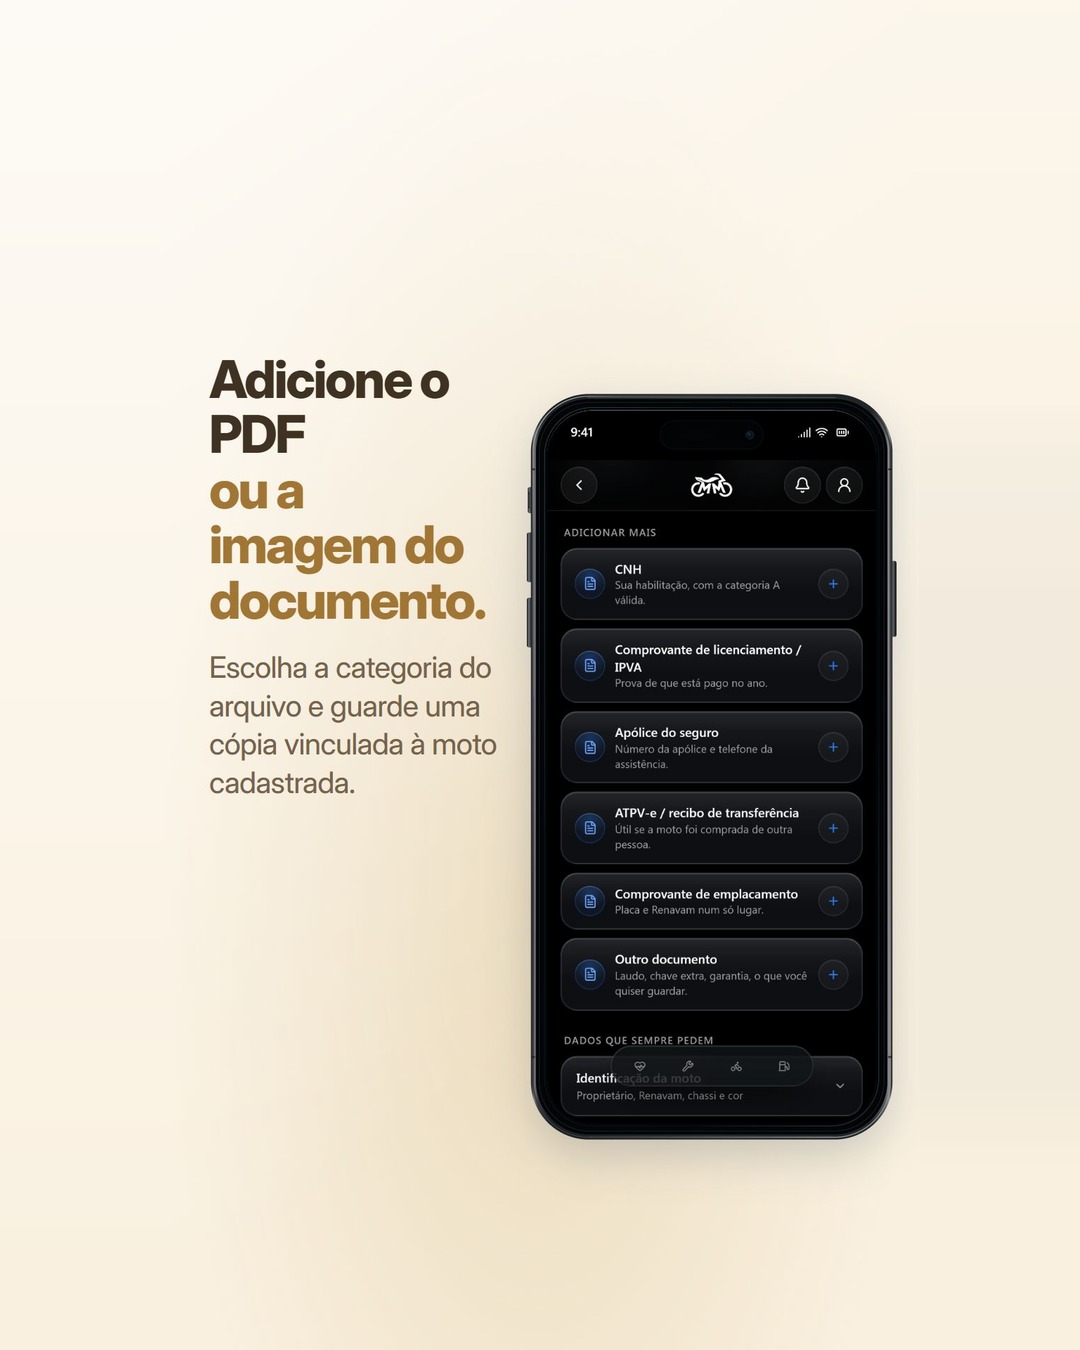 Adicione o
PDF
ou a
imagem do
documento.
Escolha a categoria do
arquivo e guarde uma
cópia vinculada à moto
cadastrada.
9:41
MM
ADICIONAR MAIS
CNH
Sua habilitação, com a categoria A
válida.
Comprovante de licenciamento /
IPVA
Prova de que está pago no ano.
Apólice do seguro
Número da apólice e telefone da
assistência.
ATPV-e / recibo de transferência
Útil se a moto foi comprada de outra
pessoa.
Comprovante de emplacamento
Placa e Renavam num só lugar.
Outro documento
Laudo, chave extra, garantia, o que você
quiser guardar.
DADOS QUE SEMPRE PEDEM
Identificação da moto
Proprietário, Renavam, chassi e cor